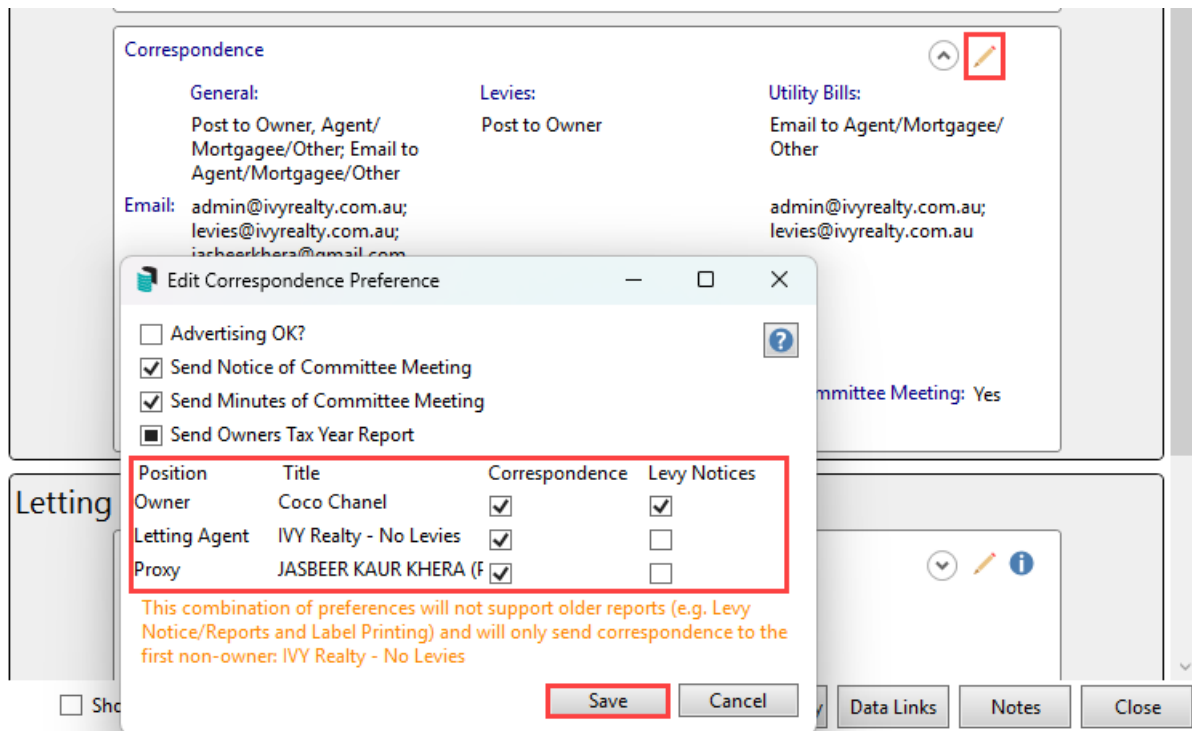 Correspondence
General:
Levies:
Utility Bills:
Post to Owner, Agent/
Mortgagee/Other; Email to
Agent/Mortgagee/Other
Post to Owner
Email to Agent/Mortgagee/
Other
Email:
admin@ivyrealty.com.au;
levies@ivyrealty.com.au;
jasbeerkhera@gmail.com
admin@ivyrealty.com.au;
levies@ivyrealty.com.au
Edit Correspondence Preference
Advertising OK?
Send Notice of Committee Meeting
Send Minutes of Committee Meeting
Send Owners Tax Year Report
mmittee Meeting: Yes
Position Title Correspondence Levy Notices
Owner Coco Chanel
Letting Agent IVY Realty - No Levies
Proxy JASBEER KAUR KHERA (F
This combination of preferences will not support older reports (e.g. Levy
Notice/Reports and Label Printing) and will only send correspondence to the
first non-owner: IVY Realty - No Levies
Save Cancel
Letting
Sho
y
Data Links Notes Close